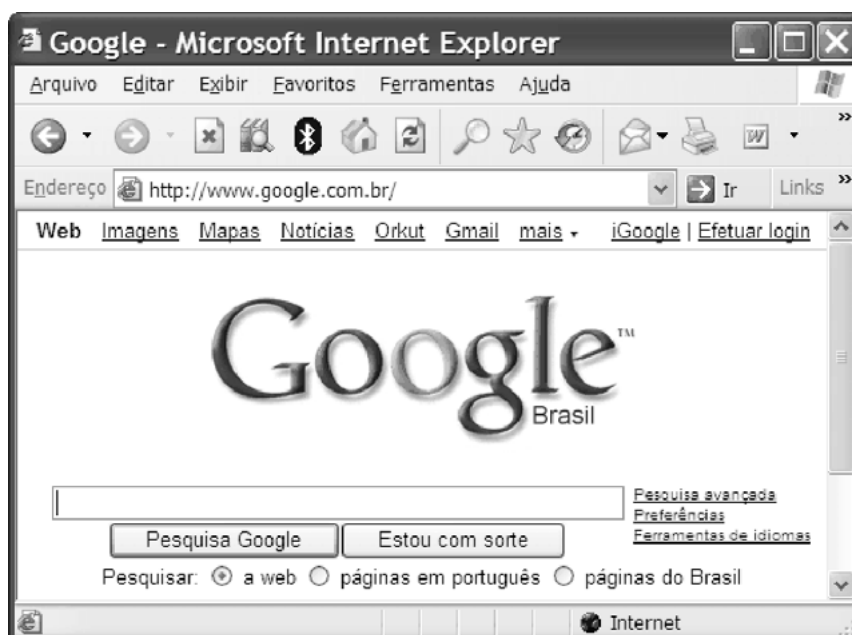 Google - Microsoft Internet Explorer
Arquivo Editar Exibir Favoritos Ferramentas Ajuda
Endereço http://www.google.com.br/ Ir Links »
Web Imagens Mapas Notícias Orkut Gmail mais iGoogle | Efetuar login
Google™
Brasil
Pesquisa avançada
Preferências
Ferramentas de idiomas
Pesquisa Google Estou com sorte
Pesquisar: a web páginas em português páginas do Brasil
Internet